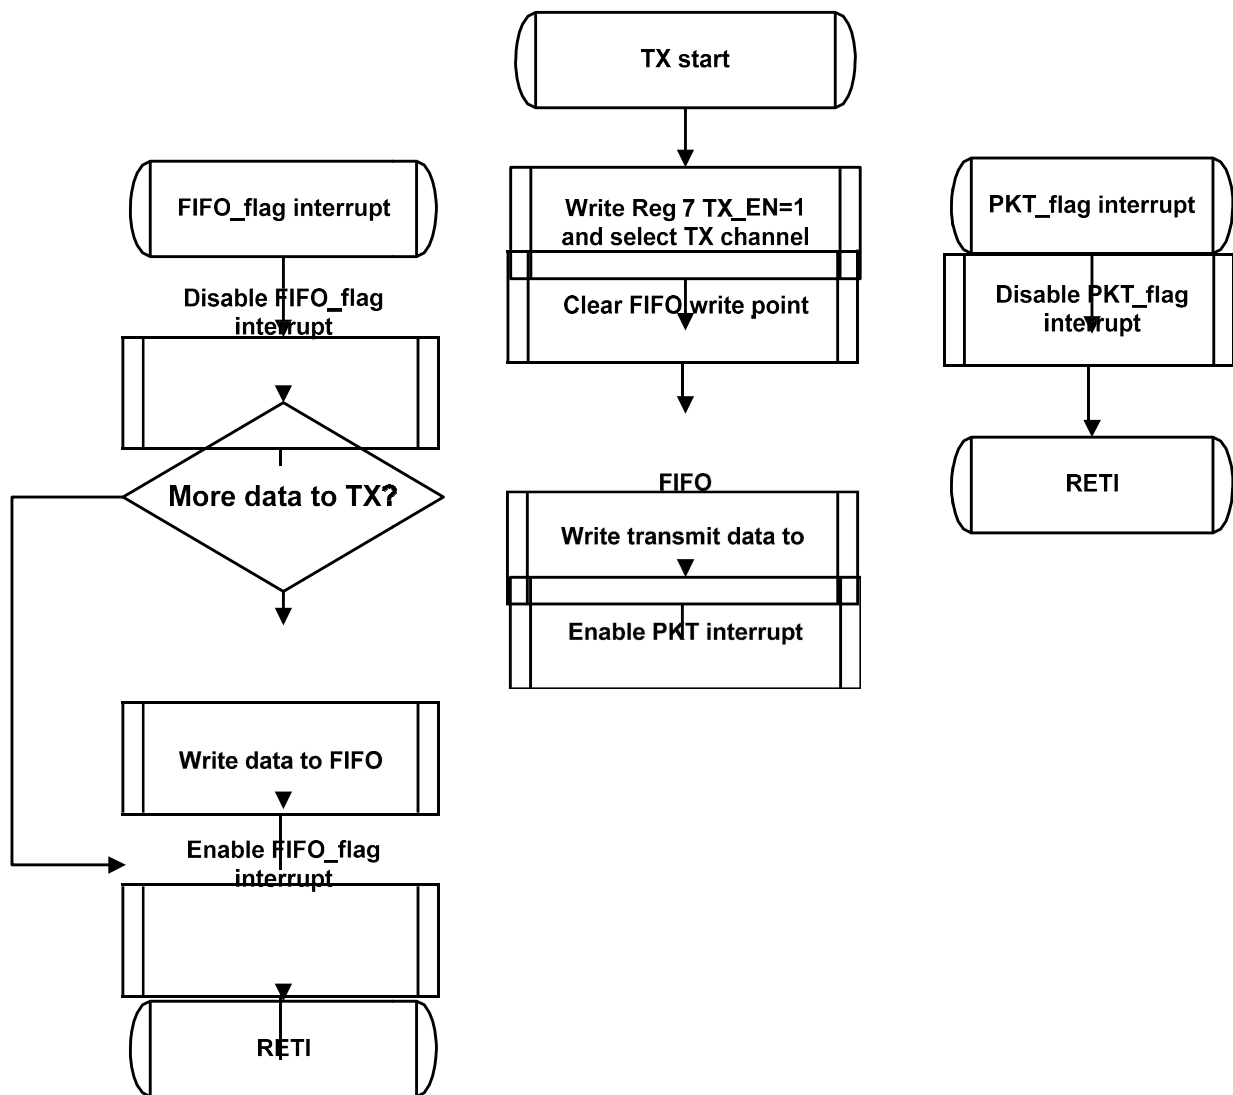 TX start
FIFO_flag interrupt
Disable FIFO_flag
interrupt
More data to TX?
Write data to FIFO
Enable FIFO_flag
interrupt
RETI
Write Reg 7 TX_EN=1
and select TX channel
Clear FIFO write point
FIFO
Write transmit data to
Enable PKT interrupt
PKT_flag interrupt
Disable PKT_flag
interrupt
RETI